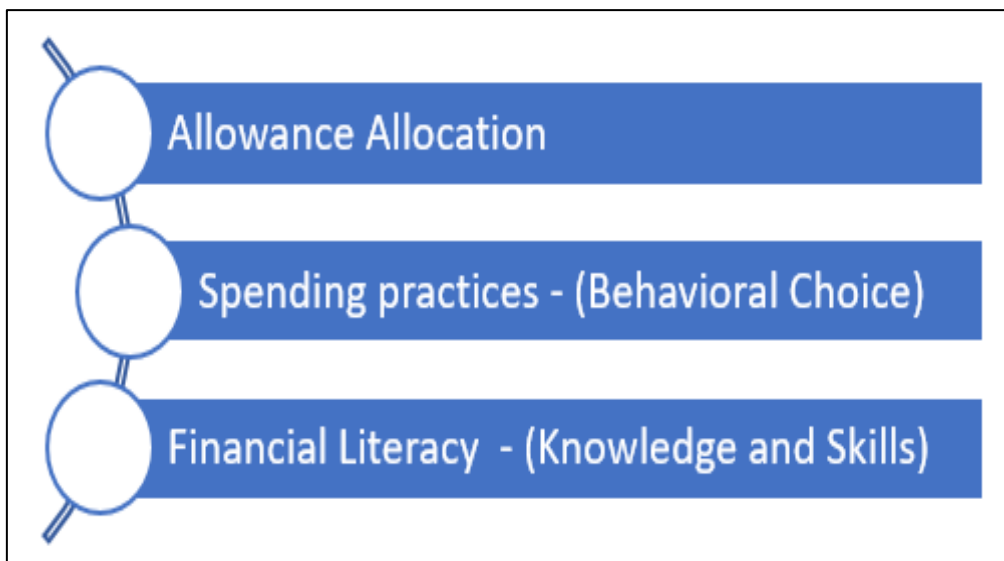 Allowance Allocation
Spending practices - (Behavioral Choice)
Financial Literacy  - (Knowledge and Skills)